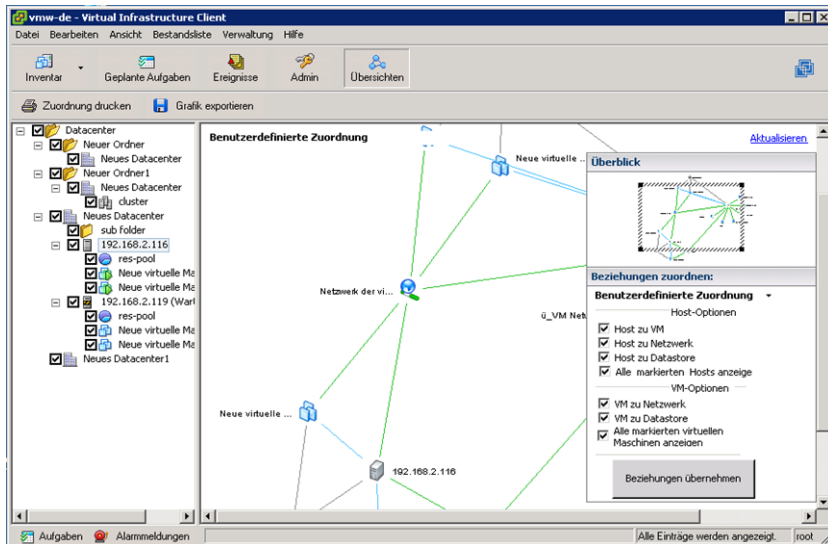 vmw-de - Virtual Infrastructure Client
Datei Bearbeiten Ansicht Bestandsliste Verwaltung Hilfe
Inventar Geplante Aufgaben Ereignisse Admin Übersichten
Zuordnung drucken Grafik exportieren
Datacenter
Neuer Ordner
Neues Datacenter
Neuer Ordner1
Neues Datacenter
cluster
Neues Datacenter
sub folder
192.168.2.116
res-pool
Neue virtuelle Ma
Neue virtuelle Ma
192.168.2.119 (Wart
res-pool
Neue virtuelle Ma
Neue virtuelle Ma
Neues Datacenter1
Benutzerdefinierte Zuordnung
Aktualisieren
Neue virtuelle ...
Netzwerk der vi...
ü_VM Net
Neue virtuelle ...
192.168.2.116
Überblick
Beziehungen zuordnen:
Benutzerdefinierte Zuordnung
Host-Optionen
Host zu VM
Host zu Netzwerk
Host zu Datastore
Alle markierten Hosts anzeige
VM-Optionen
VM zu Netzwerk
VM zu Datastore
Alle markierten virtuellen
Maschinen anzeigen
Beziehungen übernehmen
Aufgaben Alarmmeldungen
Alle Einträge werden angezeigt. root